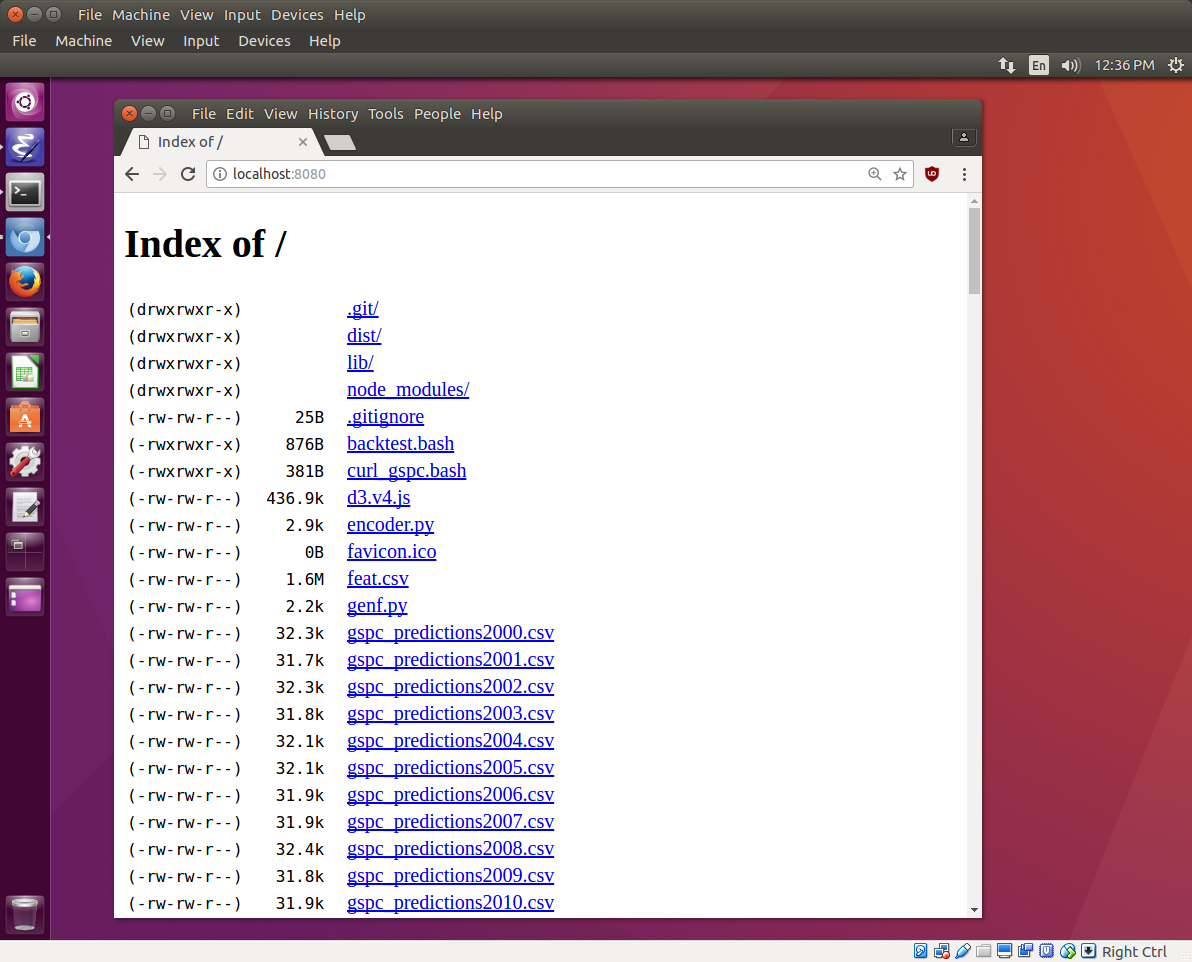 File Machine View Input Devices Help
File Machine View Input Devices Help
En 12:36 PM
File Edit View History Tools People Help
Index of /
localhost:8080
Index of /
(drwxrwxr-x) .git/
(drwxrwxr-x) dist/
(drwxrwxr-x) lib/
(drwxrwxr-x) node_modules/
(-rw-rw-r--) 25B .gitignore
(-rwxrwxr-x) 876B backtest.bash
(-rwxrwxr-x) 381B curl_gspc.bash
(-rw-rw-r--) 436.9k d3.v4.js
(-rw-rw-r--) 2.9k encoder.py
(-rw-rw-r--) 0B favicon.ico
(-rw-rw-r--) 1.6M feat.csv
(-rw-rw-r--) 2.2k genf.py
(-rw-rw-r--) 32.3k gspc_predictions2000.csv
(-rw-rw-r--) 31.7k gspc_predictions2001.csv
(-rw-rw-r--) 32.3k gspc_predictions2002.csv
(-rw-rw-r--) 31.8k gspc_predictions2003.csv
(-rw-rw-r--) 32.1k gspc_predictions2004.csv
(-rw-rw-r--) 32.1k gspc_predictions2005.csv
(-rw-rw-r--) 31.9k gspc_predictions2006.csv
(-rw-rw-r--) 31.9k gspc_predictions2007.csv
(-rw-rw-r--) 32.4k gspc_predictions2008.csv
(-rw-rw-r--) 31.8k gspc_predictions2009.csv
(-rw-rw-r--) 31.9k gspc_predictions2010.csv
Right Ctrl